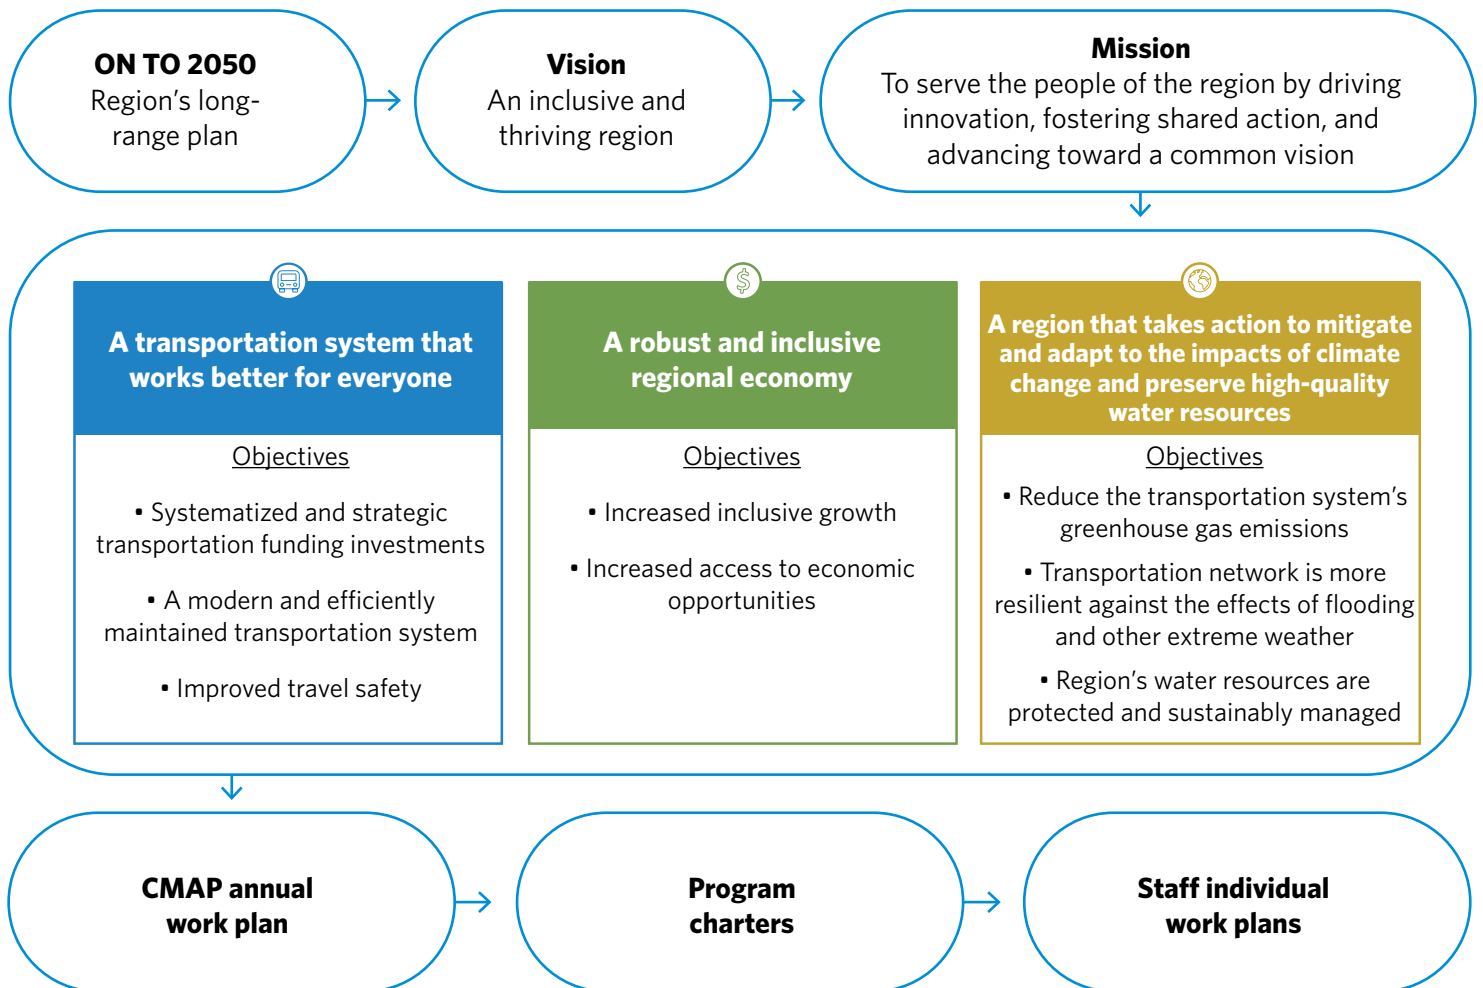 ON TO 2050
Region's long-
range plan
Vision
An inclusive and
thriving region
Mission
To serve the people of the region by driving
innovation, fostering shared action, and
advancing toward a common vision
A transportation system that
works better for everyone
Objectives
• Systematized and strategic
transportation funding investments
• A modern and efficiently
maintained transportation system
• Improved travel safety
A robust and inclusive
regional economy
Objectives
• Increased inclusive growth
• Increased access to economic
opportunities
A region that takes action to mitigate
and adapt to the impacts of climate
change and preserve high-quality
water resources
Objectives
• Reduce the transportation system's
greenhouse gas emissions
• Transportation network is more
resilient against the effects of flooding
and other extreme weather
• Region's water resources are
protected and sustainably managed
CMAP annual
work plan
Program
charters
Staff individual
work plans